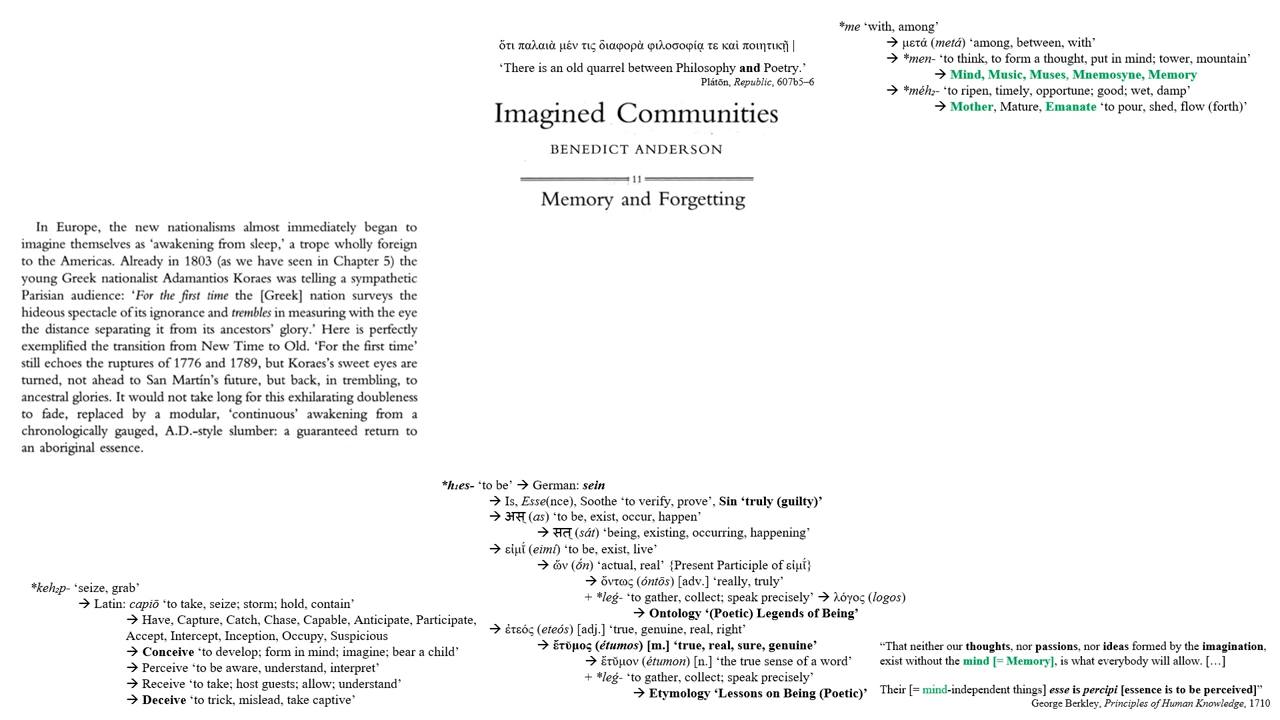 ὅτι παλαιὰ μέν τις διαφορὰ φιλοσοφίᾳ τε καὶ ποιητικῇ |
‘There is an old quarrel between Philosophy and Poetry.’
Plátōn, Republic, 607b5–6
Imagined Communities
BENEDICT ANDERSON
11
Memory and Forgetting
*me ‘with, among’
→ μετά (metá) ‘among, between, with’
→ *men- ‘to think, to form a thought, put in mind; tower, mountain’
→ Mind, Music, Muses, Mnemosyne, Memory
→ *méh₂- ‘to ripen, timely, opportune; good; wet, damp’
→ Mother, Mature, Emanate ‘to pour, shed, flow (forth)’
In Europe, the new nationalisms almost immediately began to
imagine themselves as ‘awakening from sleep,’ a trope wholly foreign
to the Americas. Already in 1803 (as we have seen in Chapter 5) the
young Greek nationalist Adamantios Koraes was telling a sympathetic
Parisian audience: ‘For the first time the [Greek] nation surveys the
hideous spectacle of its ignorance and trembles in measuring with the eye
the distance separating it from its ancestors’ glory.’ Here is perfectly
exemplified the transition from New Time to Old. ‘For the first time’
still echoes the ruptures of 1776 and 1789, but Koraes’s sweet eyes are
turned, not ahead to San Martín’s future, but back, in trembling, to
ancestral glories. It would not take long for this exhilarating doubleness
to fade, replaced by a modular, ‘continuous’ awakening from a
chronologically gauged, A.D.-style slumber: a guaranteed return to
an aboriginal essence.
*h₁es- ‘to be’ → German: sein
→ Is, Esse(nce), Soothe ‘to verify, prove’, Sin ‘truly (guilty)’
→ अस् (as) ‘to be, exist, occur, happen’
→ सत् (sát) ‘being, existing, occurring, happening’
→ εἰμῐ́ (eimí) ‘to be, exist, live’
→ ὤν (ṓn) ‘actual, real’ {Present Participle of εἰμῐ́}
→ ὄντως (óntōs) [adv.] ‘really, truly’
+ *leǵ- ‘to gather, collect; speak precisely’ → λόγος (logos)
→ Ontology ‘(Poetic) Legends of Being’
→ ἐτεός (eteós) [adj.] ‘true, genuine, real, right’
→ ἔτῠμος (étumos) [m.] ‘true, real, sure, genuine’
→ ἔτῠμον (étumon) [n.] ‘the true sense of a word’
+ *leǵ- ‘to gather, collect; speak precisely’
→ Etymology ‘Lessons on Being (Poetic)’
*keh₂p- ‘seize, grab’
→ Latin: capiō ‘to take, seize; storm; hold, contain’
→ Have, Capture, Catch, Chase, Capable, Anticipate, Participate,
Accept, Intercept, Inception, Occupy, Suspicious
→ Conceive ‘to develop; form in mind; imagine; bear a child’
→ Perceive ‘to be aware, understand, interpret’
→ Receive ‘to take; host guests; allow; understand’
→ Deceive ‘to trick, mislead, take captive’
“That neither our thoughts, nor passions, nor ideas formed by the imagination,
exist without the mind [= Memory], is what everybody will allow. […]
Their [= mind-independent things] esse is percipi [essence is to be perceived]”
George Berkley, Principles of Human Knowledge, 1710